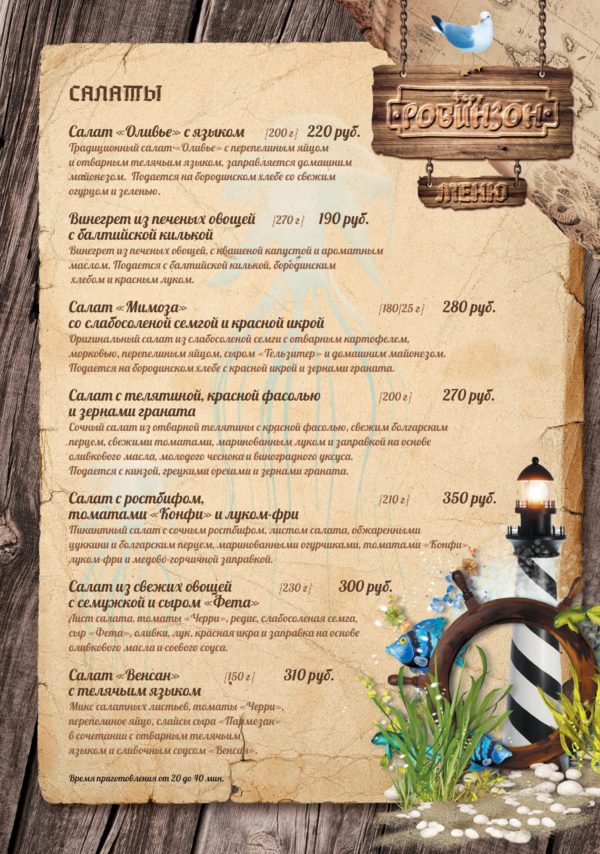 РОБИНЗОН
МЕНЮ
САЛАТЫ
Салат «Оливье» с языком [200 г] 220 руб.
Традиционный салат «Оливье» с перепелиным яйцом
и отварным телячьим языком, заправляется домашним
майонезом. Подается на бородинском хлебе со свежим
огурцом и зеленью.
Винегрет из печеных овощей [270 г] 190 руб.
с балтийской килькой
Винегрет из печеных овощей, с квашеной капустой и ароматным
маслом. Подается с балтийской килькой, бородинским
хлебом и красным луком.
Салат «Мимоза» [180/25 г] 280 руб.
со слабосоленой семгой и красной икрой
Оригинальный салат из слабосоленой семги с отварным картофелем,
морковью, перепелиным яйцом, сыром «Тельзитер» и домашним майонезом.
Подается на бородинском хлебе с красной икрой и зернами граната.
Салат с телятиной, красной фасолью [200 г] 270 руб.
и зернами граната
Сочный салат из отварной телятины с красной фасолью, свежим болгарским
перцем, свежими томатами, маринованным луком и заправкой на основе
оливкового масла, молодого чеснока и виноградного уксуса.
Подается с кинзой, грецкими орехами и зернами граната.
Салат с ростбифом, [210 г] 350 руб.
томатами «Конфи» и луком-фри
Пикантный салат с сочным ростбифом, листом салата, обжаренными
цуккини и болгарским перцем, маринованными огурчиками, томатами «Конфи»,
луком-фри и медово-горчичной заправкой.
Салат из свежих овощей [230 г] 300 руб.
с семужкой и сыром «Фета»
Лист салата, томаты «Черри», редис, слабосоленая семга,
сыр «Фета», оливки, лук, красная икра и заправка на основе
оливкового масла и соевого соуса.
Салат «Венсан» [150 г] 310 руб.
с телячьим языком
Микс салатных листьев, томаты «Черри»,
перепелиное яйцо, слайсы сыра «Пармезан»
в сочетании с отварным телячьим
языком и сливочным соусом «Венсан».
Время приготовления от 20 до 40 мин.